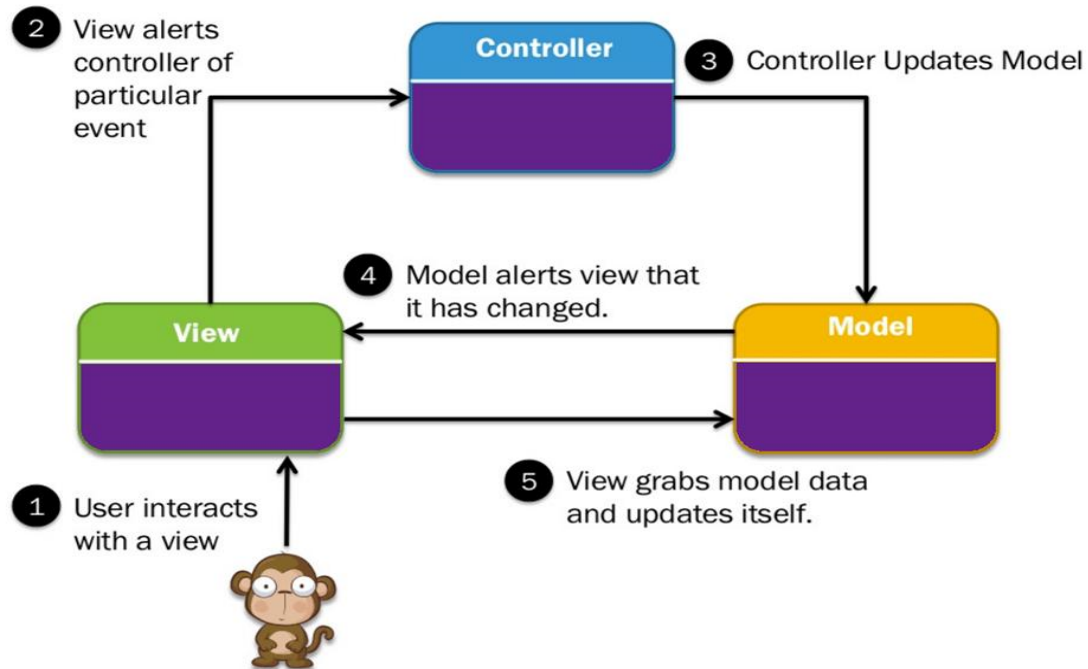 2 View alerts
controller of
particular
event
Controller
3 Controller Updates Model
4 Model alerts view that
it has changed.
View
Model
5 View grabs model data
and updates itself.
1 User interacts
with a view